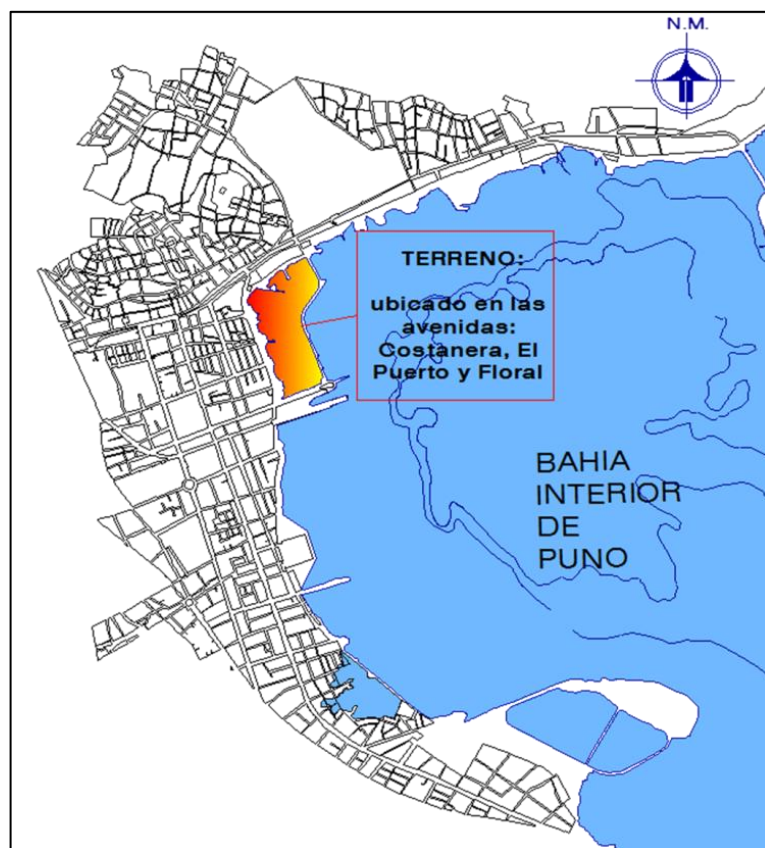 N.M.
TERRENO:
ubicado en las
avenidas:
Costanera, El
Puerto y Floral
BAHIA
INTERIOR
DE
PUNO